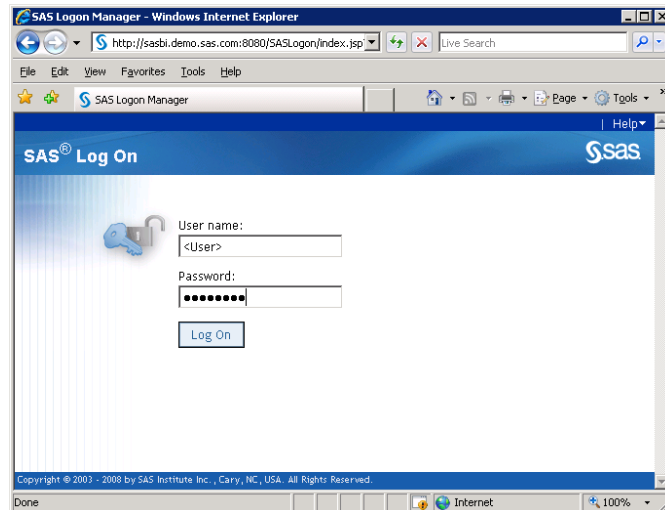 SAS Logon Manager - Windows Internet Explorer
http://sasbi.demo.sas.com:8080/SASLogon/index.jsp
Live Search
File Edit View Favorites Tools Help
SAS Logon Manager
Page Tools »
| Help
SAS® Log On
sas
User name:
<User>
Password:
••••••••
Log On
Copyright © 2003 - 2008 by SAS Institute Inc., Cary, NC, USA. All Rights Reserved.
Done
Internet
100%